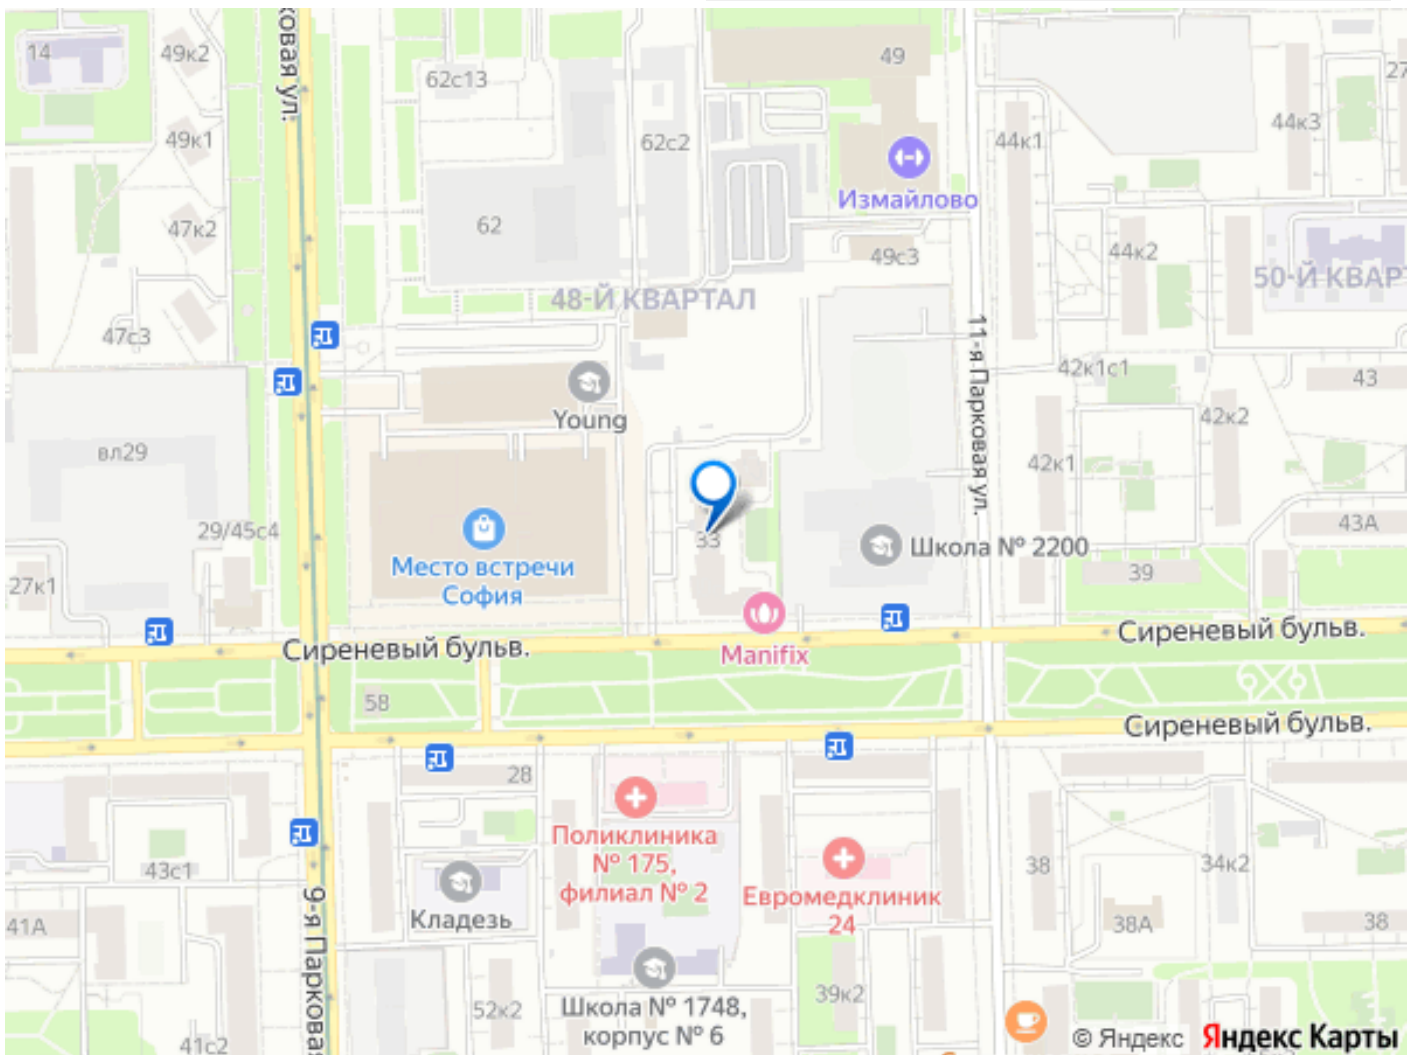 14
49к2
ковая ул.
62с13
49
27
49к1
62с2
44к1
44к3
Измайлово
47к2
62
49с3
44к2
50-Й КВАРТ
48-Й КВАРТАЛ
47с3
11-я Парковая ул.
42к1с1
43
Young
42к2
вл29
42к1
29/45с4
33
Школа № 2200
43А
Место встречи
София
27к1
39
Сиреневый бульв.
Manifix
Сиреневый бульв.
58
Сиреневый бульв.
28
Поликлиника
№ 175,
филиал № 2
43с1
Евромедклиник
24
38
34к2
Кладезь
9-я Парковая
41А
38А
38
52к2
Школа № 1748,
корпус № 6
39к2
41с2
© Яндекс Яндекс Карты